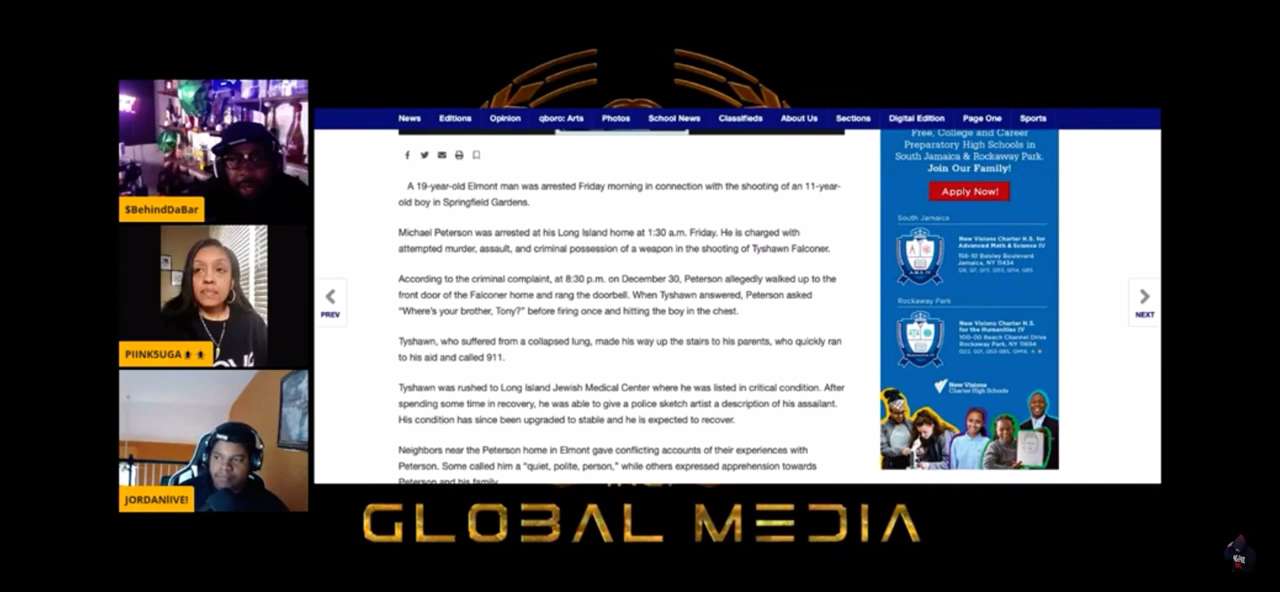 News Editions Opinion qboro: Arts Photos School News Classifieds About Us Sections Digital Edition Page One Sports
A 19-year-old Elmont man was arrested Friday morning in connection with the shooting of an 11-year-
old boy in Springfield Gardens.
Michael Peterson was arrested at his Long Island home at 1:30 a.m. Friday. He is charged with
attempted murder, assault, and criminal possession of a weapon in the shooting of Tyshawn Falconer.
According to the criminal complaint, at 8:30 p.m. on December 30, Peterson allegedly walked up to the
front door of the Falconer home and rang the doorbell. When Tyshawn answered, Peterson asked
“Where's your brother, Tony?” before firing once and hitting the boy in the chest.
Tyshawn, who suffered from a collapsed lung, made his way up the stairs to his parents, who quickly ran
to his aid and called 911.
Tyshawn was rushed to Long Island Jewish Medical Center where he was listed in critical condition. After
spending some time in recovery, he was able to give a police sketch artist a description of his assailant.
His condition has since been upgraded to stable and he is expected to recover.
Neighbors near the Peterson home in Elmont gave conflicting accounts of their experiences with
Peterson. Some called him a “quiet, polite, person,” while others expressed apprehension towards
Peterson and his family.
PREV
NEXT
Free, College and Career
Preparatory High Schools in
South Jamaica & Rockaway Park.
Join Our Family!
Apply Now!
South Jamaica
A.M.S. IV
New Visions Charter H.S. for
Advanced Math & Science IV
156-10 Baisley Boulevard
Jamaica, NY 11434
Rockaway Park
New Visions Charter H.S.
for the Humanities IV
100-00 Beach Channel Drive
Rockaway Park, NY 11694
New Visions
Charter High Schools
$BehindDaBar
PIINK5UGA
JORDANIIVE!
GLOBAL MEDIA